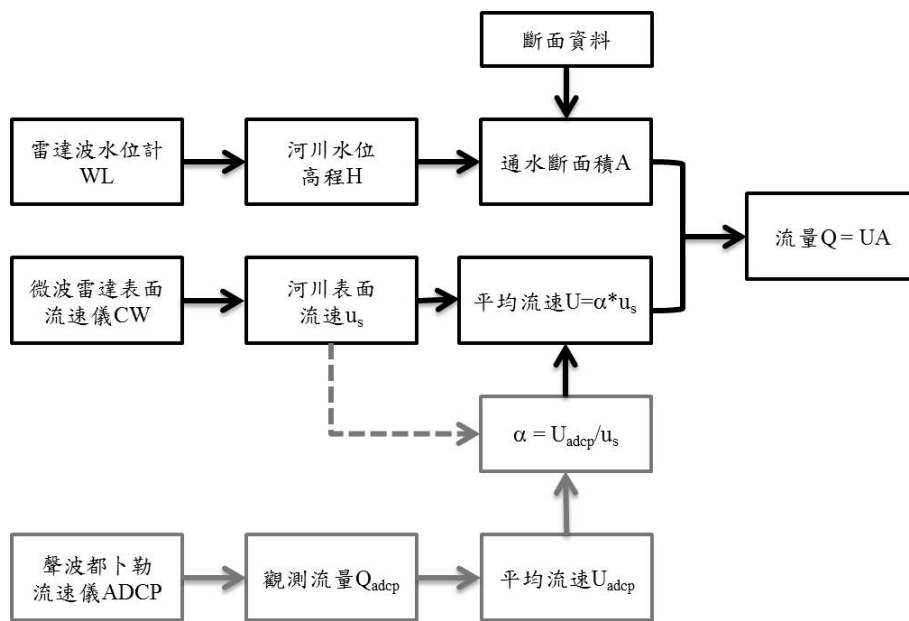 斷面資料
雷達波水位計
WL
河川水位
高程H
通水斷面積A
流量Q = UA
微波雷達表面
流速儀CW
河川表面
流速uₛ
平均流速U=α*uₛ
α = Uadcp/uₛ
聲波都卜勒
流速儀ADCP
觀測流量Qadcp
平均流速Uadcp